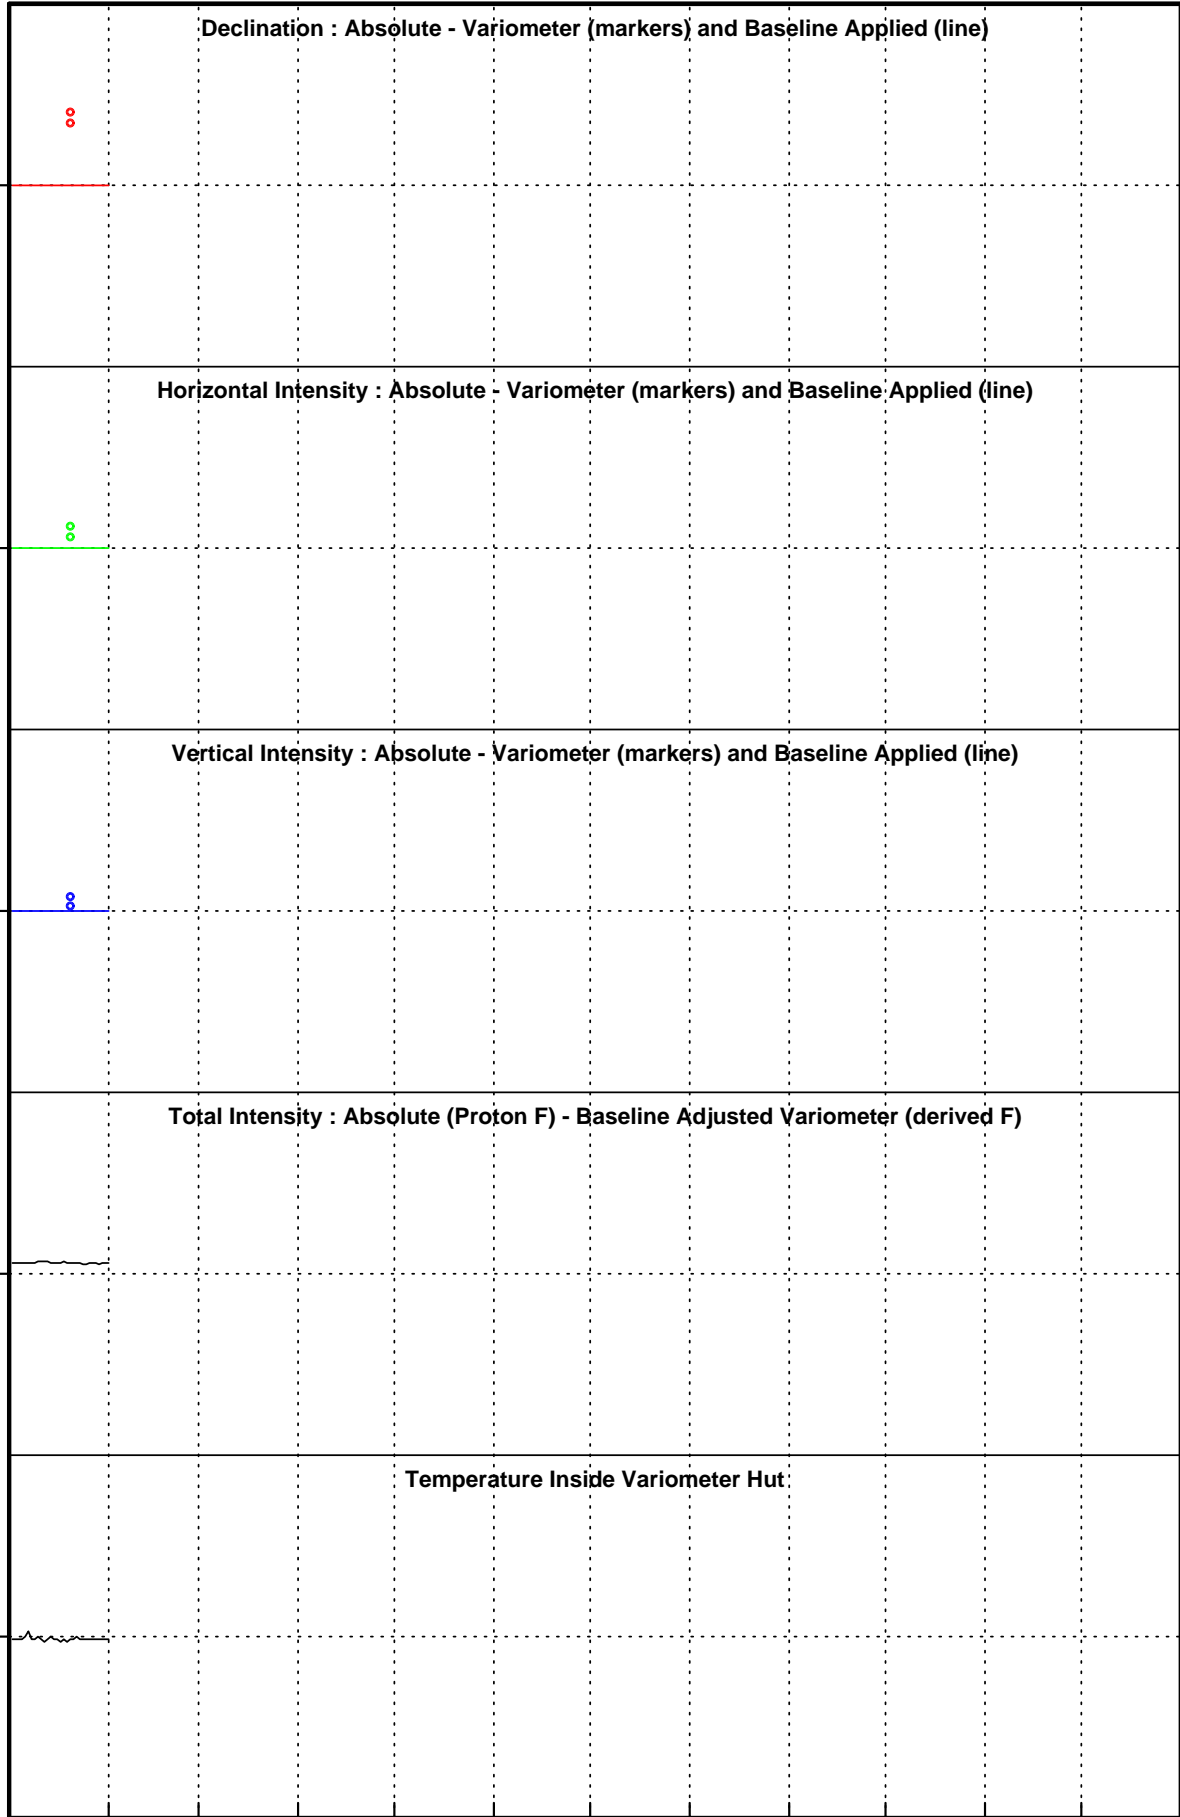 Declination : Absolute - Variometer (markers) and Baseline Applied (line)
Horizontal Intensity : Absolute - Variometer (markers) and Baseline Applied (line)
Vertical Intensity : Absolute - Variometer (markers) and Baseline Applied (line)
Total Intensity : Absolute (Proton F) - Baseline Adjusted Variometer (derived F)
Temperature Inside Variometer Hut